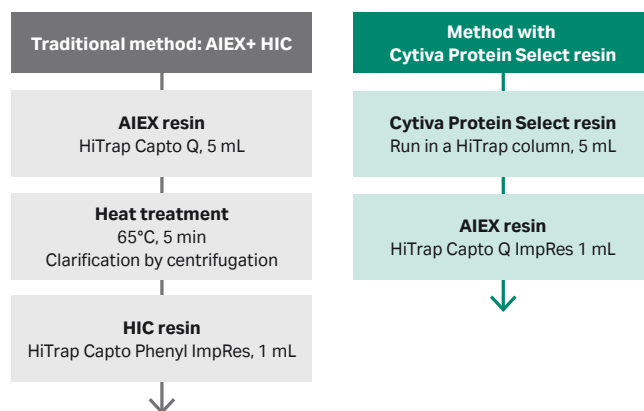 Traditional method: AIEX+ HIC
AIEX resin
HiTrap Capto Q, 5 mL
Heat treatment
65°C, 5 min
Clarification by centrifugation
HIC resin
HiTrap Capto Phenyl ImpRes, 1 mL
Method with
Cytiva Protein Select resin
Cytiva Protein Select resin
Run in a HiTrap column, 5 mL
AIEX resin
HiTrap Capto Q ImpRes 1 mL